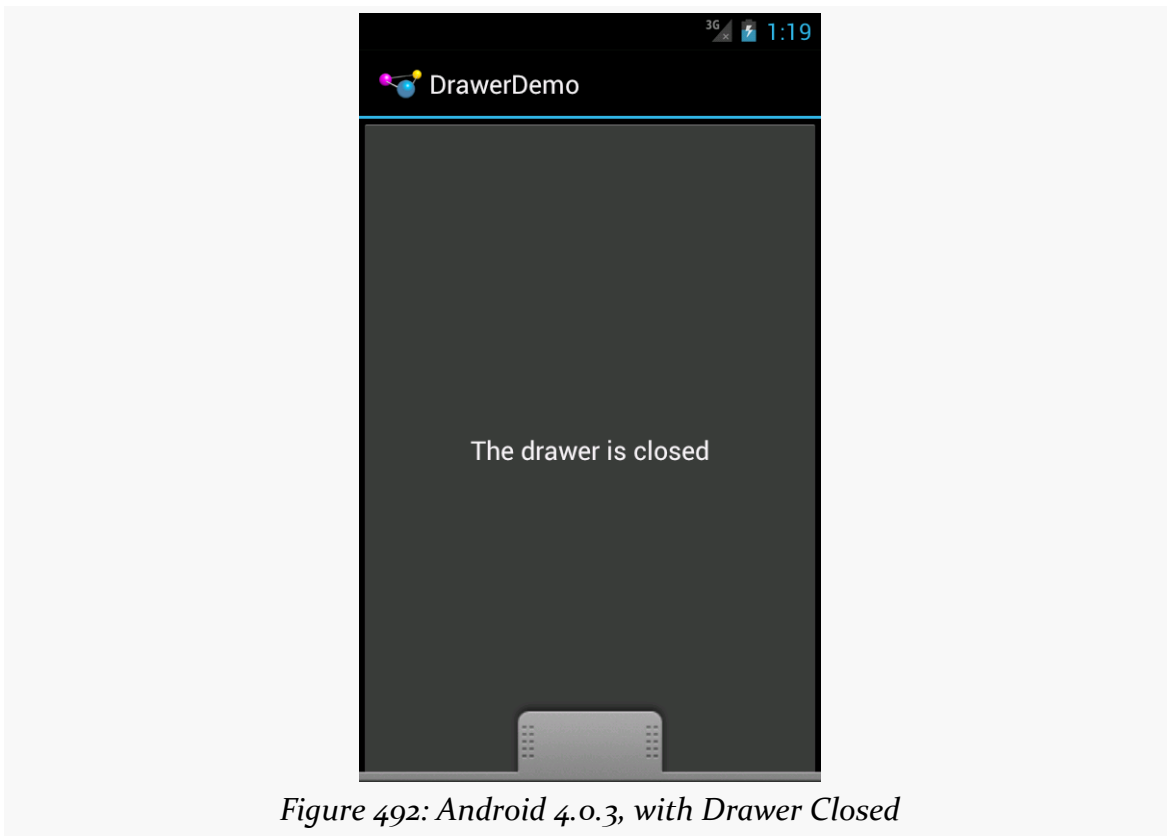 3G 1:19
DrawerDemo
The drawer is closed
Figure 492: Android 4.0.3, with Drawer Closed